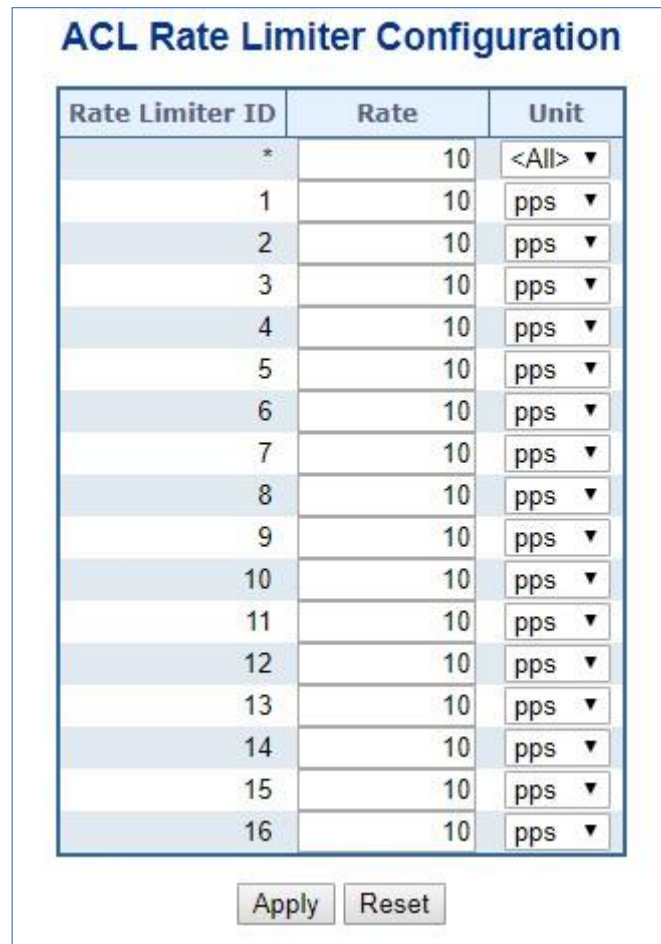 ACL Rate Limiter Configuration
Rate Limiter ID Rate Unit
* 10 <All> ▼
1 10 pps ▼
2 10 pps ▼
3 10 pps ▼
4 10 pps ▼
5 10 pps ▼
6 10 pps ▼
7 10 pps ▼
8 10 pps ▼
9 10 pps ▼
10 10 pps ▼
11 10 pps ▼
12 10 pps ▼
13 10 pps ▼
14 10 pps ▼
15 10 pps ▼
16 10 pps ▼
Apply Reset